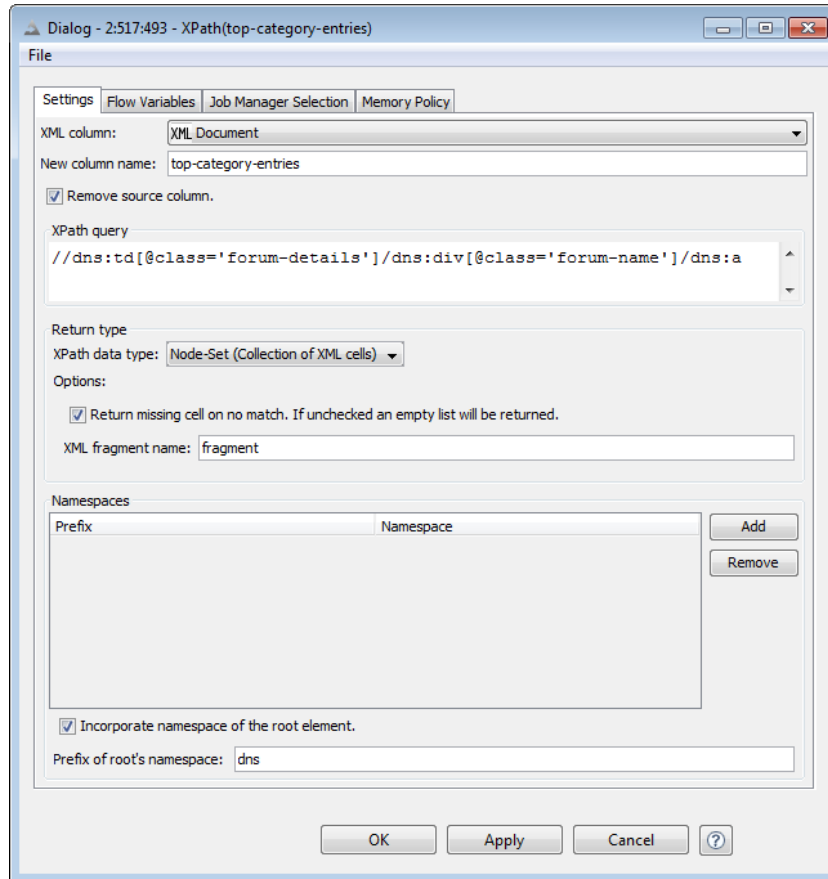 Dialog - 2:517:493 - XPath(top-category-entries)
File
Settings Flow Variables Job Manager Selection Memory Policy
XML column: XML Document
New column name: top-category-entries
Remove source column.
XPath query
//dns:td[@class='forum-details']/dns:div[@class='forum-name']/dns:a
Return type
XPath data type: Node-Set (Collection of XML cells)
Options:
Return missing cell on no match. If unchecked an empty list will be returned.
XML fragment name: fragment
Namespaces
Prefix Namespace
Add
Remove
Incorporate namespace of the root element.
Prefix of root's namespace: dns
OK Apply Cancel ?